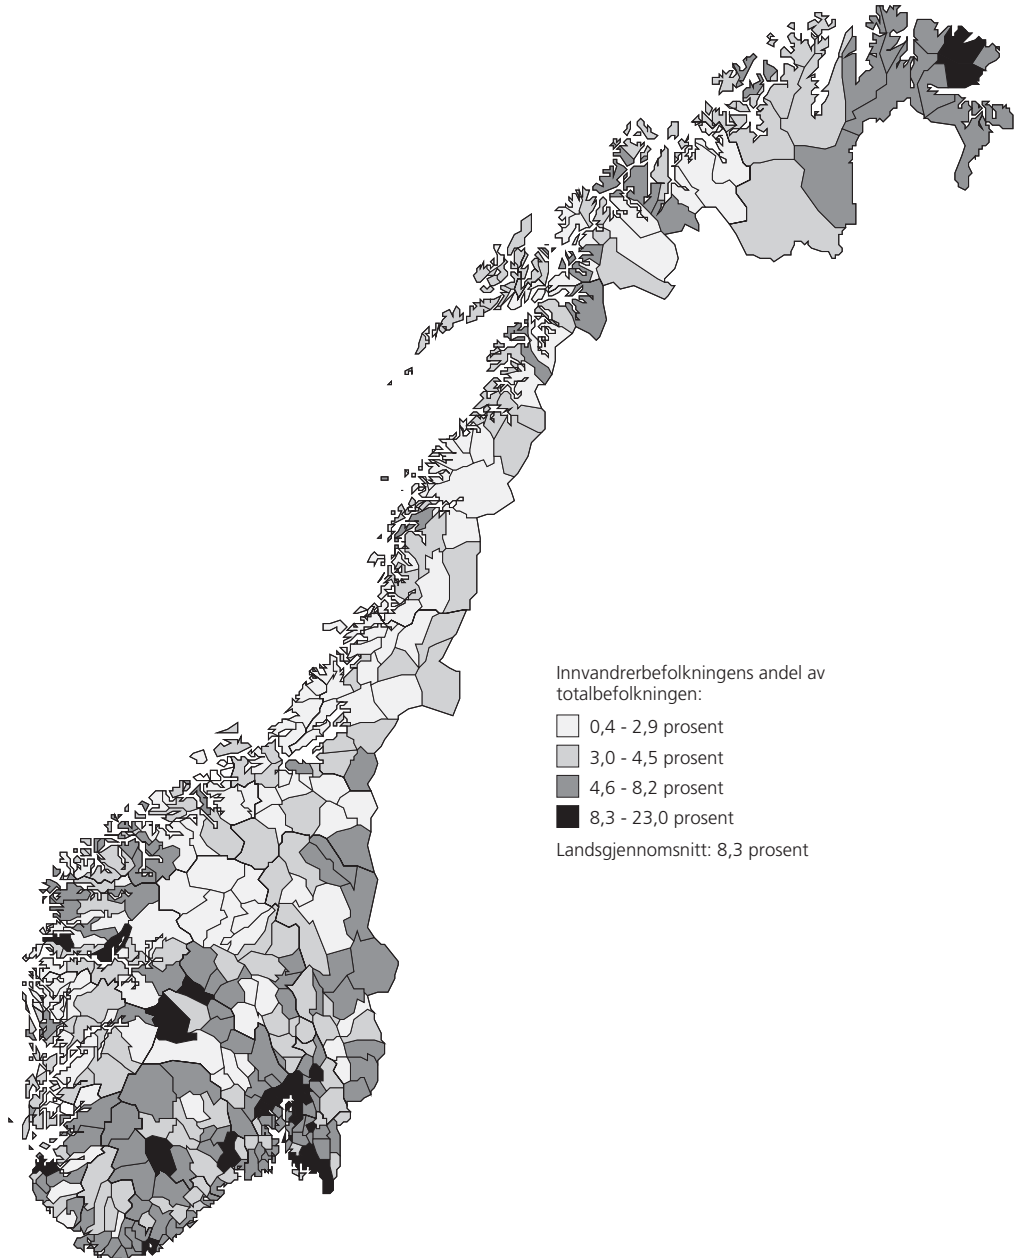 Innvandrerbefolkningens andel av
totalbefolkningen:
0,4 - 2,9 prosent
3,0 - 4,5 prosent
4,6 - 8,2 prosent
8,3 - 23,0 prosent
Landsgjennomsnitt: 8,3 prosent